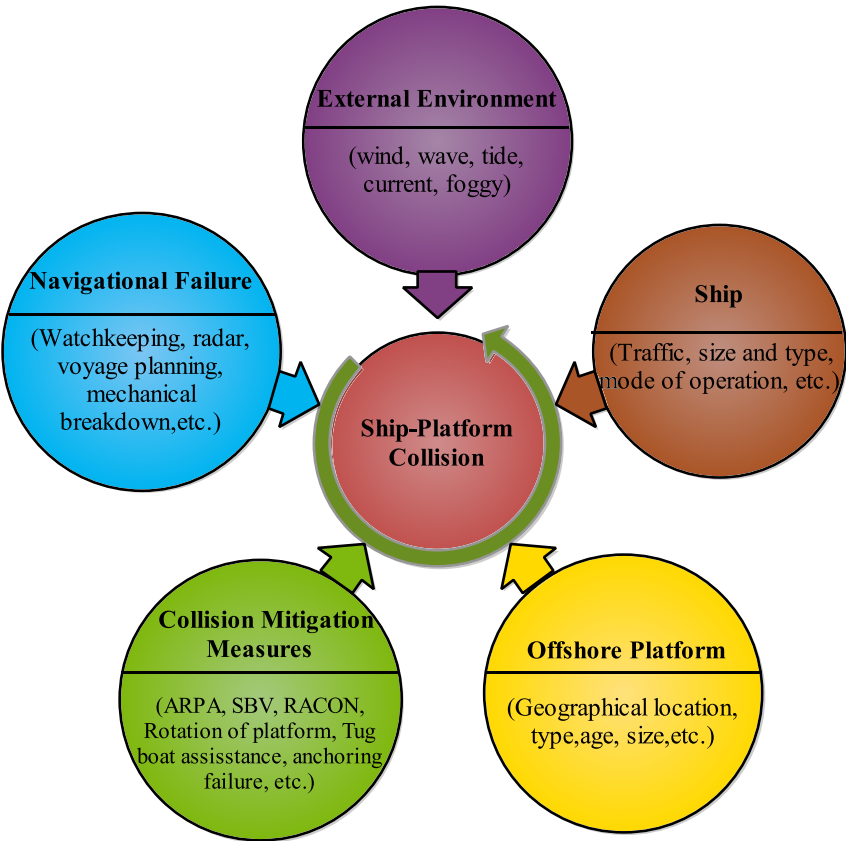 External Environment
(wind, wave, tide,
current, foggy)
Navigational Failure
(Watchkeeping, radar,
voyage planning,
mechanical
breakdown,etc.)
Ship
(Traffic, size and type,
mode of operation, etc.)
Ship-Platform
Collision
Collision Mitigation
Measures
(ARPA, SBV, RACON,
Rotation of platform, Tug
boat assisstance, anchoring
failure, etc.)
Offshore Platform
(Geographical location,
type,age, size,etc.)